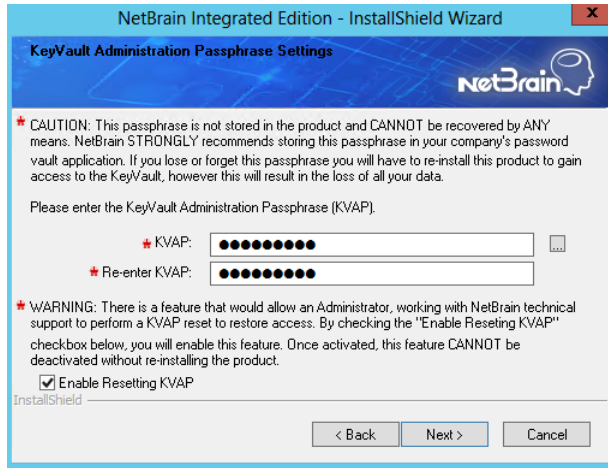 NetBrain Integrated Edition - InstallShield Wizard
x
KeyVault Administration Passphrase Settings
NetBrain
* CAUTION: This passphrase is not stored in the product and CANNOT be recovered by ANY
means. NetBrain STRONGLY recommends storing this passphrase in your company's password
vault application. If you lose or forget this passphrase you will have to re-install this product to gain
access to the KeyVault, however this will result in the loss of all your data.
Please enter the KeyVault Administration Passphrase (KVAP).
* KVAP: ●●●●●●●●● ...
* Re-enter KVAP: ●●●●●●●●●
* WARNING: There is a feature that would allow an Administrator, working with NetBrain technical
support to perform a KVAP reset to restore access. By checking the "Enable Reseting KVAP"
checkbox below, you will enable this feature. Once activated, this feature CANNOT be
deactivated without re-installing the product.
Enable Resetting KVAP
InstallShield
< Back Next > Cancel